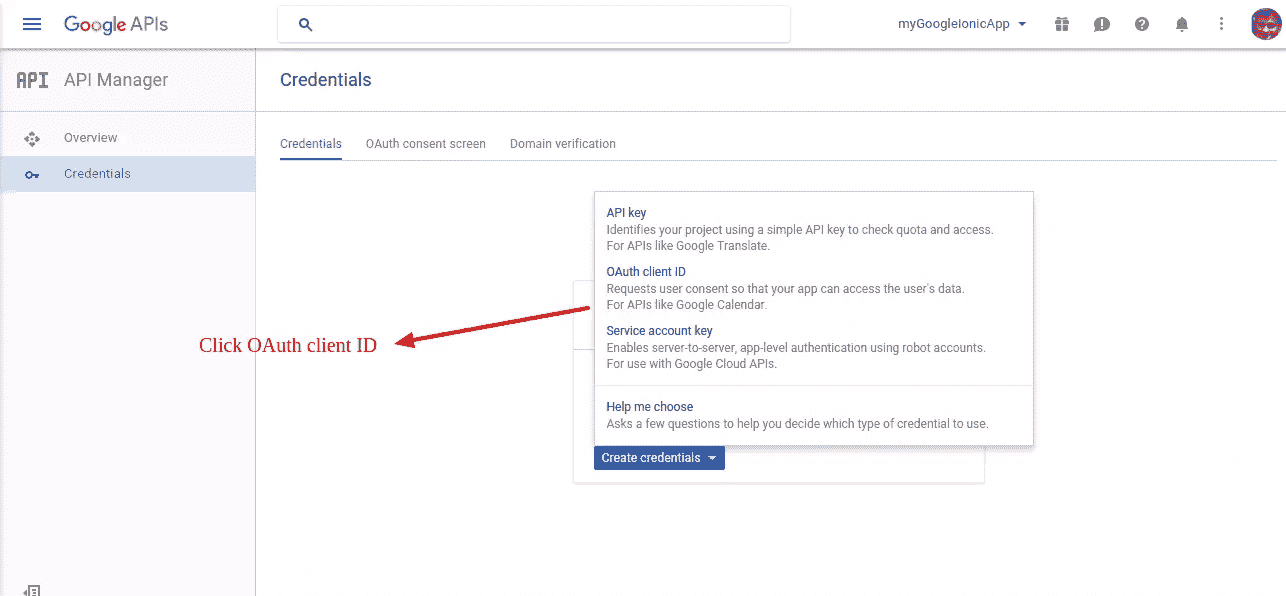 Google APIs
myGoogleIonicApp
API API Manager
Credentials
Overview
Credentials
Credentials OAuth consent screen Domain verification
API key
Identifies your project using a simple API key to check quota and access.
For APIs like Google Translate.
OAuth client ID
Requests user consent so that your app can access the user's data.
For APIs like Google Calendar.
Click OAuth client ID
Service account key
Enables server-to-server, app-level authentication using robot accounts.
For use with Google Cloud APIs.
Help me choose
Asks a few questions to help you decide which type of credential to use.
Create credentials